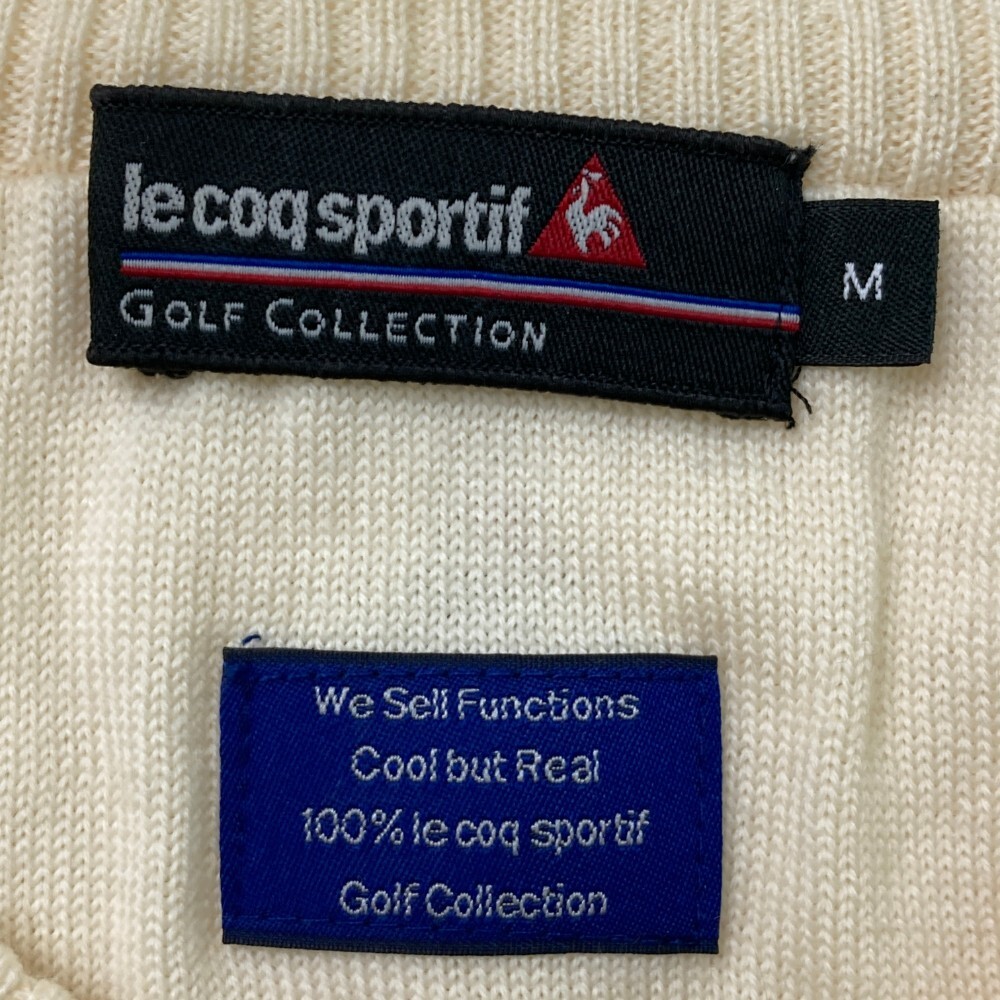 le coq sportif
GOLF COLLECTION
M
We Sell Functions
Cool but Real
100% le coq sportif
Golf Collection